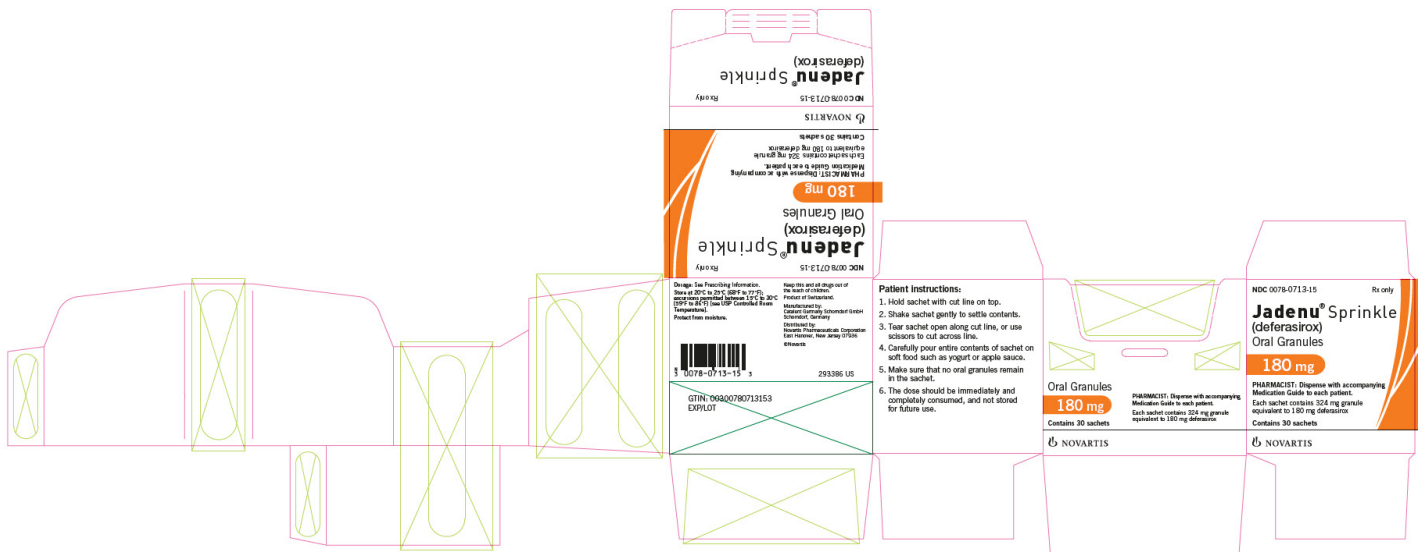 Jadenu® Sprinkle
(deferasirox)
NDC 0078-0713-15 Rx only
NOVARTIS
NDC 0078-0713-15 Rx only
Jadenu® Sprinkle
(deferasirox)
Oral Granules
180 mg
PHARMACIST: Dispense with accompanying
Medication Guide to each patient.
Each sachet contains 324 mg granule
equivalent to 180 mg deferasirox
Contains 30 sachets
Dosage: See Prescribing Information.
Store at 20°C to 25°C (68°F to 77°F);
excursions permitted between 15°C to 30°C
(59°F to 86°F) [see USP Controlled Room
Temperature].
Protect from moisture.
Keep this and all drugs out of
the reach of children.
Product of Switzerland.
Manufactured by:
Catalent Germany Schorndorf GmbH
Schorndorf, Germany
Distributed by:
Novartis Pharmaceuticals Corporation
East Hanover, New Jersey 07936
©Novartis
N
3 0078-0713-15 3
293386 US
GTIN: 00300780713153
EXP/LOT
Patient Instructions:
1. Hold sachet with cut line on top.
2. Shake sachet gently to settle contents.
3. Tear sachet open along cut line, or use
scissors to cut across line.
4. Carefully pour entire contents of sachet on
soft food such as yogurt or apple sauce.
5. Make sure that no oral granules remain
in the sachet.
6. The dose should be immediately and
completely consumed, and not stored
for future use.
Oral Granules
180 mg
Contains 30 sachets
PHARMACIST: Dispense with accompanying
Medication Guide to each patient.
Each sachet contains 324 mg granule
equivalent to 180 mg deferasirox
NOVARTIS
NDC 0078-0713-15 Rx only
Jadenu® Sprinkle
(deferasirox)
Oral Granules
180 mg
PHARMACIST: Dispense with accompanying
Medication Guide to each patient.
Each sachet contains 324 mg granule
equivalent to 180 mg deferasirox
Contains 30 sachets
NOVARTIS